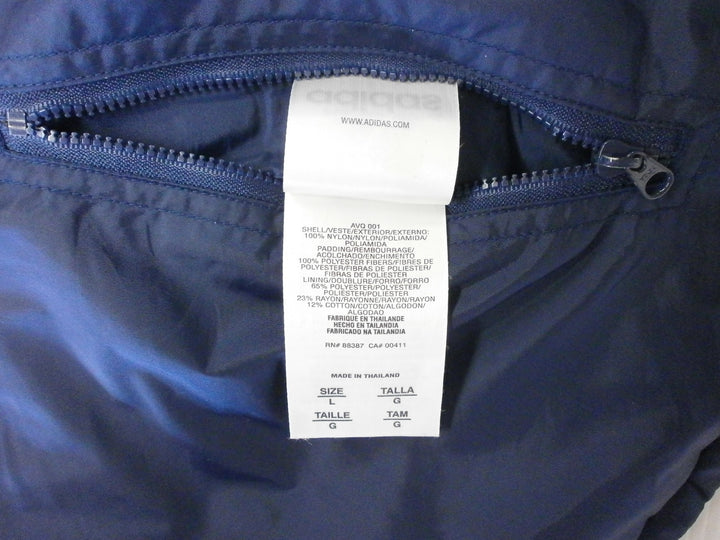 adidas
WWW.ADIDAS.COM
AVQ 001
SHELL/VESTE/EXTERIOR/EXTERNO:
100% NYLON/NYLON/POLIAMIDA/
POLIAMIDA
PADDING/REMBOURRAGE/
ACOLCHADO/ENCHIMENTO
100% POLYESTER FIBERS/FIBRES DE
POLYESTER/FIBRAS DE POLIESTER/
FIBRAS DE POLIESTER
LINING/DOUBLURE/FORRO/FORRO
65% POLYESTER/POLYESTER/
POLIESTER/POLIESTER
23% RAYON/RAYONNE/RAYON/RAYON
12% COTTON/COTON/ALGODON/
ALGODAO
FABRIQUE EN THAILANDE
HECHO EN TAILANDIA
FABRICADO NA TAILANDIA
RN# 88387 CA# 00411
MADE IN THAILAND
SIZE TALLA
L G
TAILLE TAM
G G